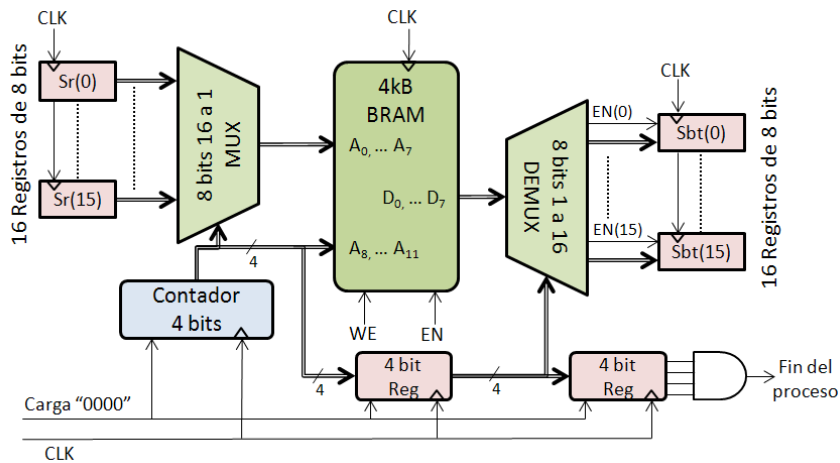 CLK
16 Registros de 8 bits
Sr(0)
Sr(15)
8 bits 16 a 1
MUX
CLK
4kB
BRAM
A0, ... A7
D0, ... D7
A8, ... A11
WE
EN
8 bits 1 a 16
DEMUX
EN(0)
EN(15)
CLK
Sbt(0)
Sbt(15)
16 Registros de 8 bits
4
Contador
4 bits
4
4 bit
Reg
4
4 bit
Reg
Fin del
proceso
Carga "0000"
CLK